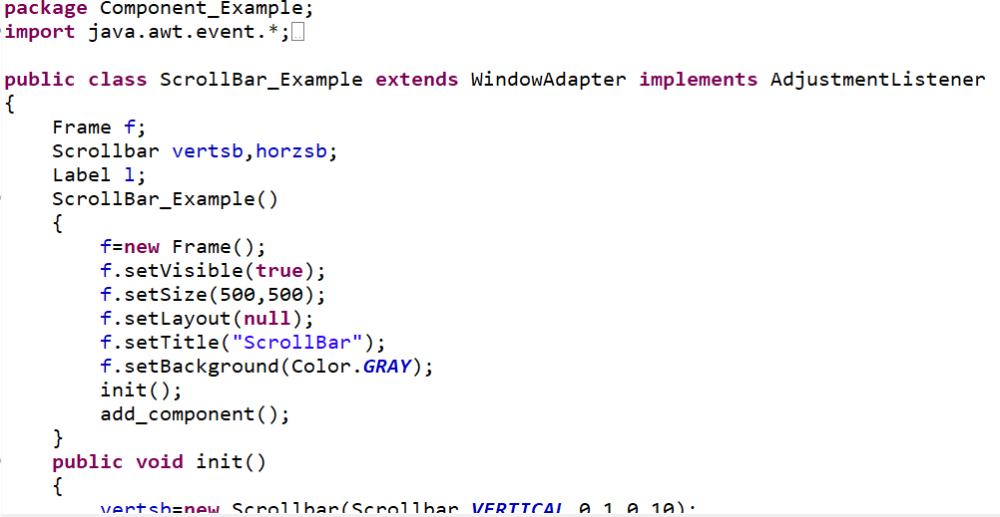 package Component_Example;
import java.awt.event.*;
public class ScrollBar_Example extends WindowAdapter implements AdjustmentListener
{
    Frame f;
    Scrollbar vertsb,horzsb;
    Label l;
    ScrollBar_Example()
    {
        f=new Frame();
        f.setVisible(true);
        f.setSize(500,500);
        f.setLayout(null);
        f.setTitle("ScrollBar");
        f.setBackground(Color.GRAY);
        init();
        add_component();
    }
    public void init()
    {
        vertsb=new Scrollbar(Scrollbar.VERTICAL,0,1,0,10);